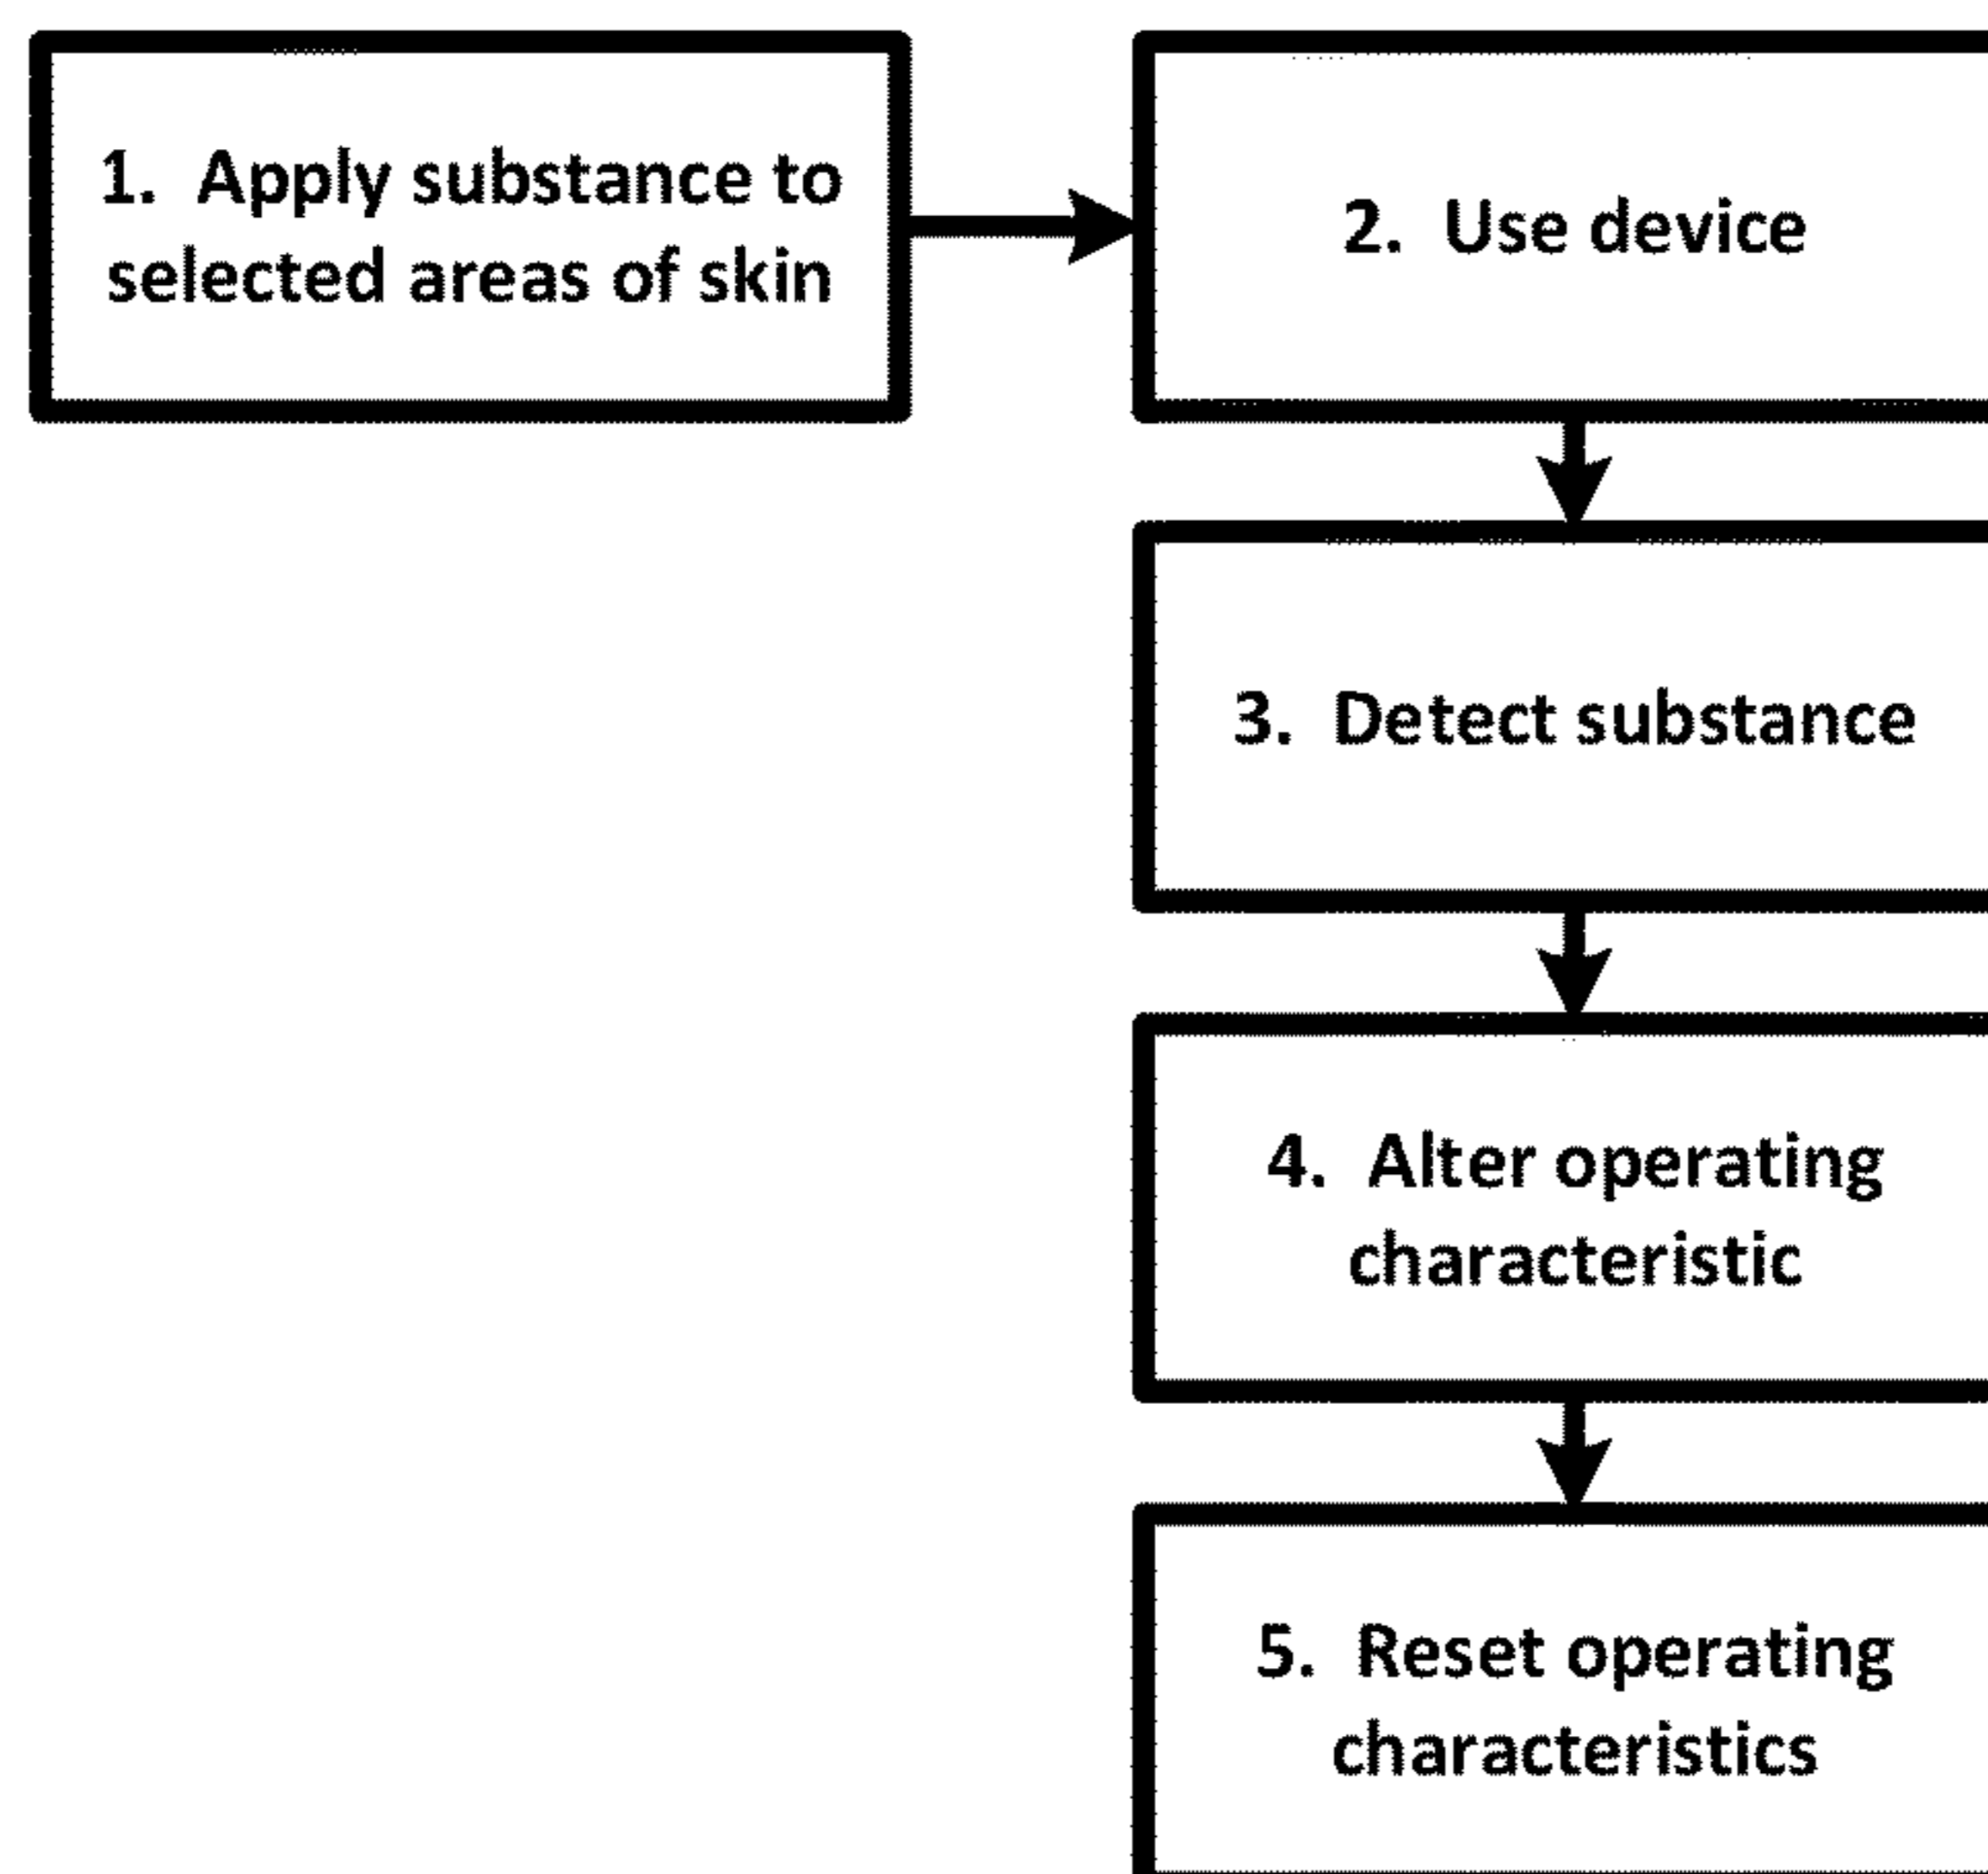 1. Apply substance to
selected areas of skin
2. Use device
3. Detect substance
4. Alter operating
characteristic
5. Reset operating
characteristics